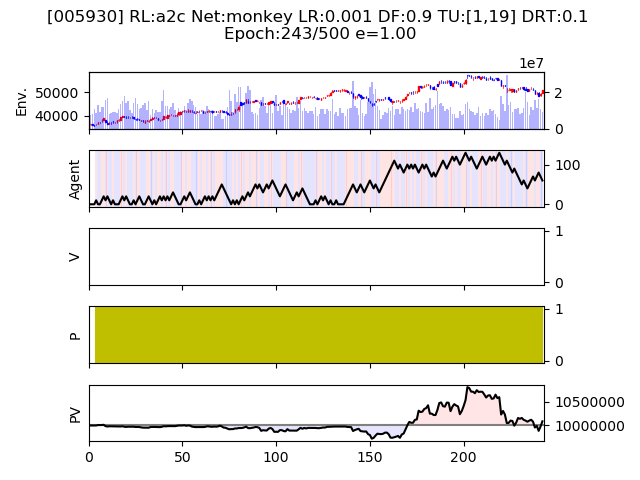 [005930] RL:a2c Net:monkey LR:0.001 DF:0.9 TU:[1,19] DRT:0.1
Epoch:243/500 e=1.00
1e7
Env.
50000
40000
2
0
Agent
100
0
V
1
0
P
1
0
PV
10500000
10000000
0 50 100 150 200